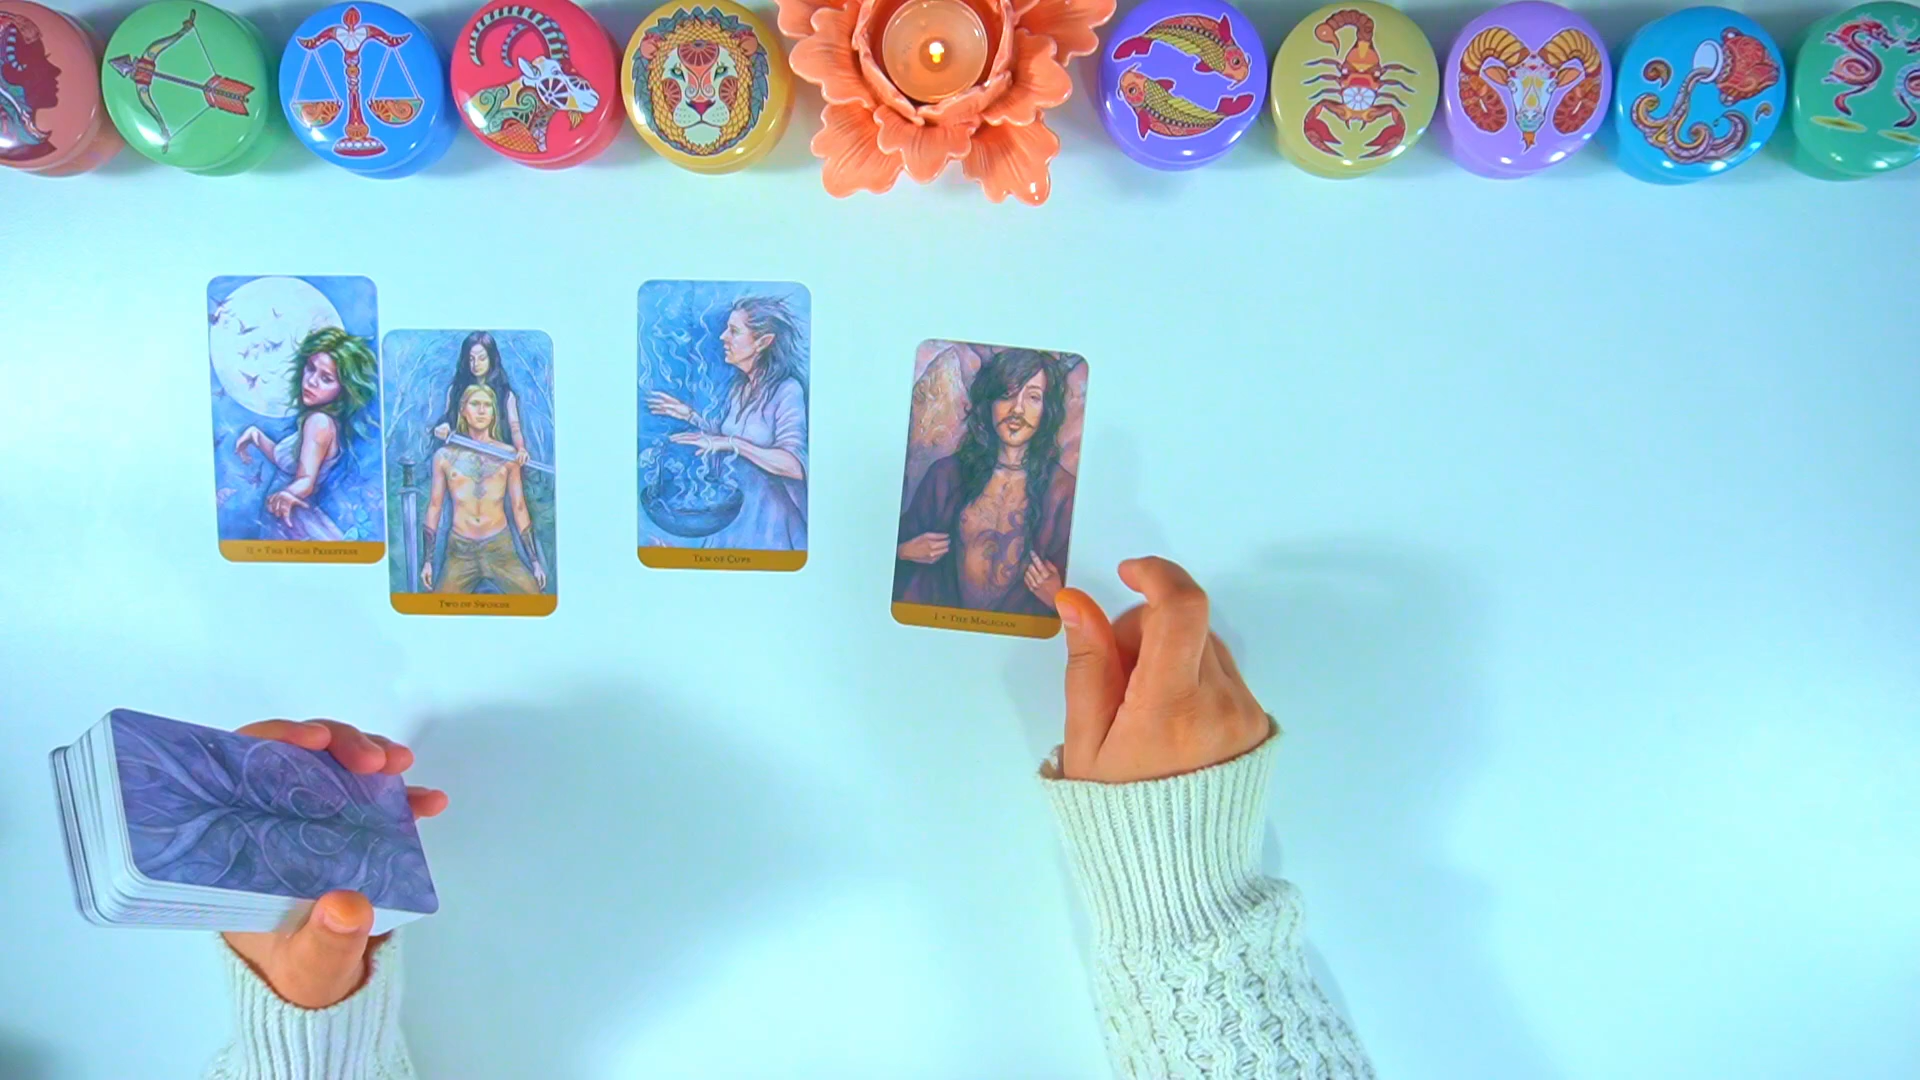 II • The High Priestess
Two of Swords
Ten of Cups
I • The Magician